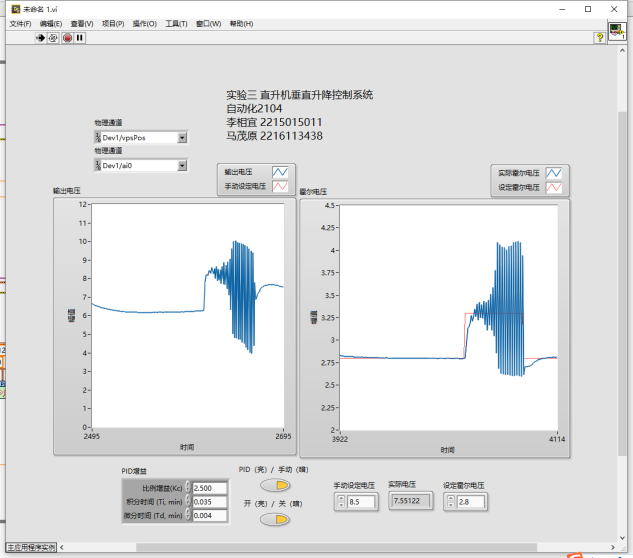 未命名 1.vi
文件(F) 编辑(E) 查看(V) 项目(P) 操作(O) 工具(T) 窗口(W) 帮助(H)
实验三 直升机垂直升降控制系统
自动化2104
李相宜 2215015011
马茂原 2216113438
物理通道
Dev1/vpsPos
物理通道
Dev1/ai0
输出电压
手动设定电压
实际霍尔电压
设定霍尔电压
输出电压
霍尔电压
12
11
10
9
8
7
6
5
4
3
2
1
0
幅值
2495
2695
时间
4.5
4.25
4
3.75
3.5
3.25
3
2.75
2.5
2.25
2
幅值
3922
4114
时间
PID增益
比例增益(Kc) 2.500
积分时间 (Ti, min) 0.035
微分时间 (Td, min) 0.004
PID（亮）/ 手动（暗）
开（亮）/ 关（暗）
手动设定电压
8.5
实际电压
7.55122
设定霍尔电压
2.8
主应用程序实例